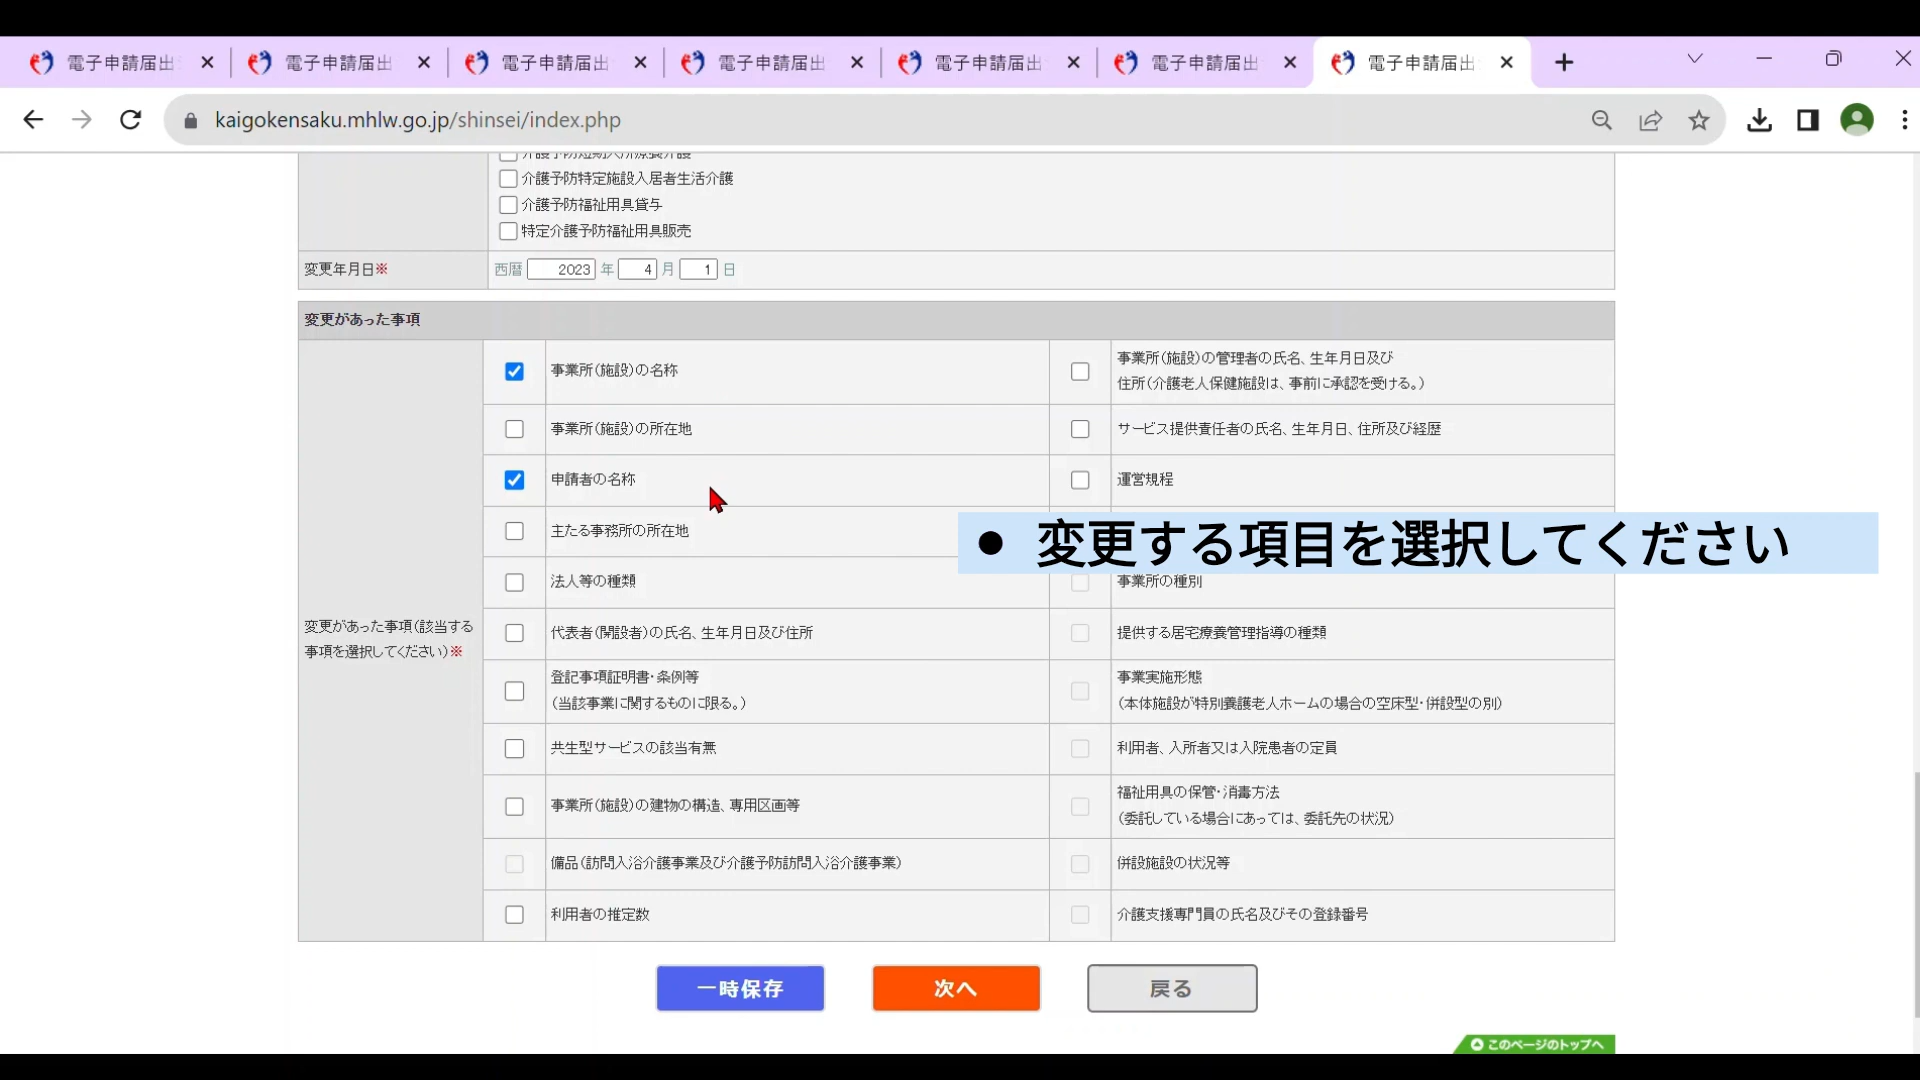 電子申請届出
電子申請届出
電子申請届出
電子申請届出
電子申請届出
電子申請届出
電子申請届出
kaigokensaku.mhlw.go.jp/shinsei/index.php
介護予防短期入所療養介護
介護予防特定施設入居者生活介護
介護予防福祉用具貸与
特定介護予防福祉用具販売
変更年月日※
西暦 2023 年 4 月 1 日
変更があった事項
変更があった事項(該当する
事項を選択してください)※
事業所(施設)の名称
事業所(施設)の管理者の氏名、生年月日及び
住所(介護老人保健施設は、事前に承認を受ける。)
事業所(施設)の所在地
サービス提供責任者の氏名、生年月日、住所及び経歴
申請者の名称
運営規程
主たる事務所の所在地
● 変更する項目を選択してください
法人等の種類
事業所の種別
代表者(開設者)の氏名、生年月日及び住所
提供する居宅療養管理指導の種類
登記事項証明書・条例等
(当該事業に関するものに限る。)
事業実施形態
(本体施設が特別養護老人ホームの場合の空床型・併設型の別)
共生型サービスの該当有無
利用者、入所者又は入院患者の定員
事業所(施設)の建物の構造、専用区画等
福祉用具の保管・消毒方法
(委託している場合にあっては、委託先の状況)
備品(訪問入浴介護事業及び介護予防訪問入浴介護事業)
併設施設の状況等
利用者の推定数
介護支援専門員の氏名及びその登録番号
一時保存
次へ
戻る
このページのトップへ